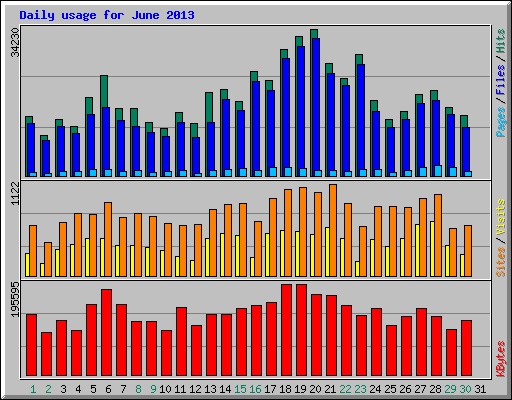 Daily usage for June 2013
34230
Pages / Files / Hits
1122
Sites / Visits
195595
KBytes
1 2 3 4 5 6 7 8 9 10 11 12 13 14 15 16 17 18 19 20 21 22 23 24 25 26 27 28 29 30 31